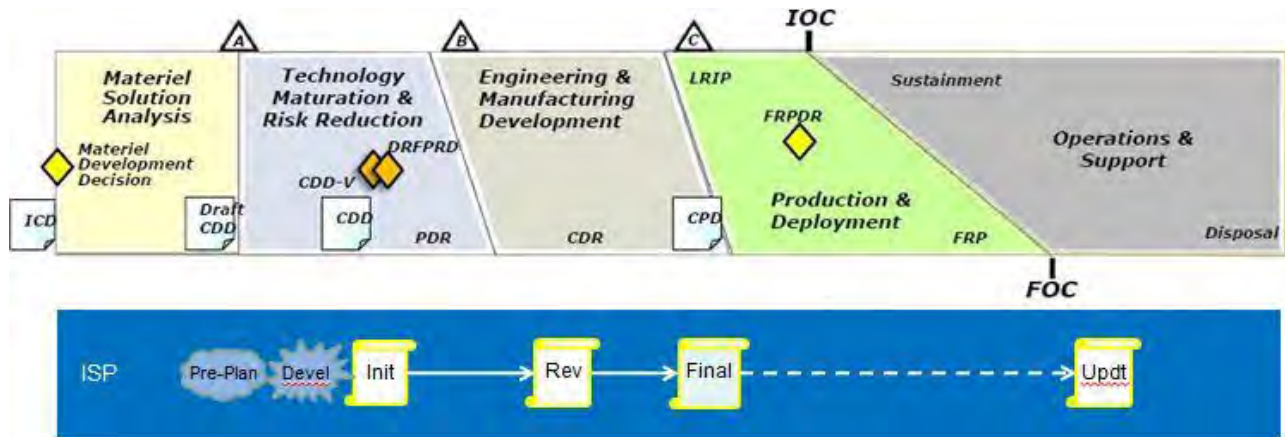 IOC
A
B
C
Materiel
Solution
Analysis
Materiel
Development
Decision
ICD
Draft
CDD
Technology
Maturation &
Risk Reduction
DRFPRD
CDD-V
CDD
PDR
Engineering &
Manufacturing
Development
CDR
CPD
LRIP
FRPDR
Production &
Deployment
FRP
Sustainment
Operations &
Support
Disposal
FOC
ISP
Pre-Plan
Devel
Init
Rev
Final
Updt